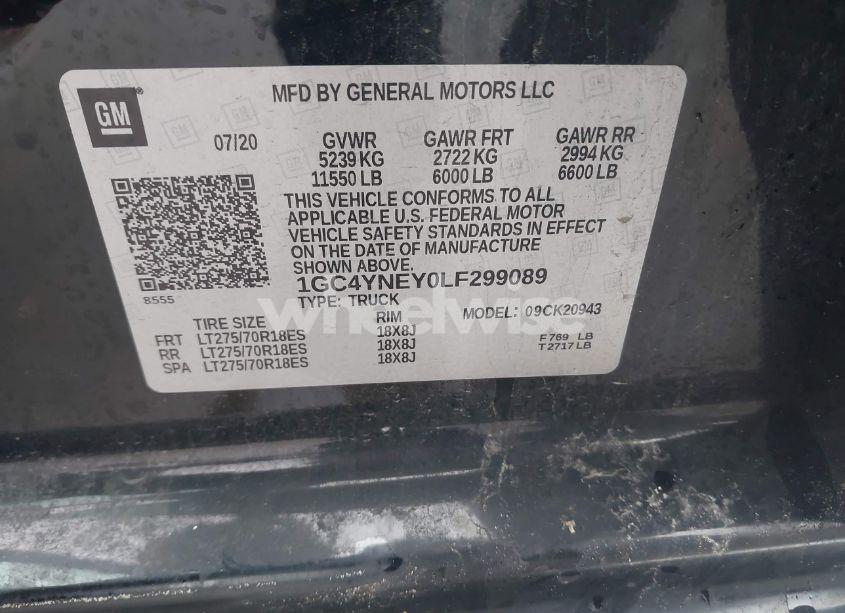 GM
MFD BY GENERAL MOTORS LLC
07/20
GVWR GAWR FRT GAWR RR
5239 KG 2722 KG 2994 KG
11550 LB 6000 LB 6600 LB
THIS VEHICLE CONFORMS TO ALL
APPLICABLE U.S. FEDERAL MOTOR
VEHICLE SAFETY STANDARDS IN EFFECT
ON THE DATE OF MANUFACTURE
SHOWN ABOVE.
8555
1GC4YNEY0LF299089
TYPE: TRUCK MODEL: 09CK20943
wheelwise
TIRE SIZE RIM
FRT LT275/70R18ES 18X8J
RR LT275/70R18ES 18X8J
SPA LT275/70R18ES 18X8J
F 769 LB
T 2717 LB